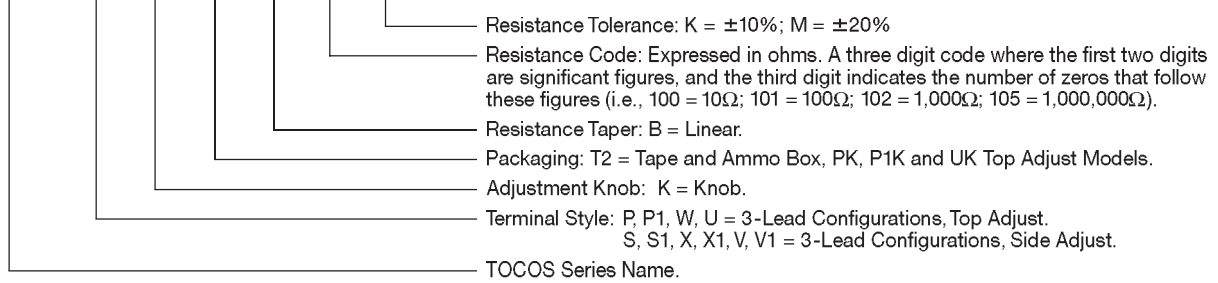 Resistance Tolerance: K = ±10%; M = ±20%
Resistance Code: Expressed in ohms. A three digit code where the first two digits
are significant figures, and the third digit indicates the number of zeros that follow
these figures (i.e., 100 = 10Ω; 101 = 100Ω; 102 = 1,000Ω; 105 = 1,000,000Ω).
Resistance Taper: B = Linear.
Packaging: T2 = Tape and Ammo Box, PK, P1K and UK Top Adjust Models.
Adjustment Knob: K = Knob.
Terminal Style: P, P1, W, U = 3-Lead Configurations, Top Adjust.
S, S1, X, X1, V, V1 = 3-Lead Configurations, Side Adjust.
TOCOS Series Name.